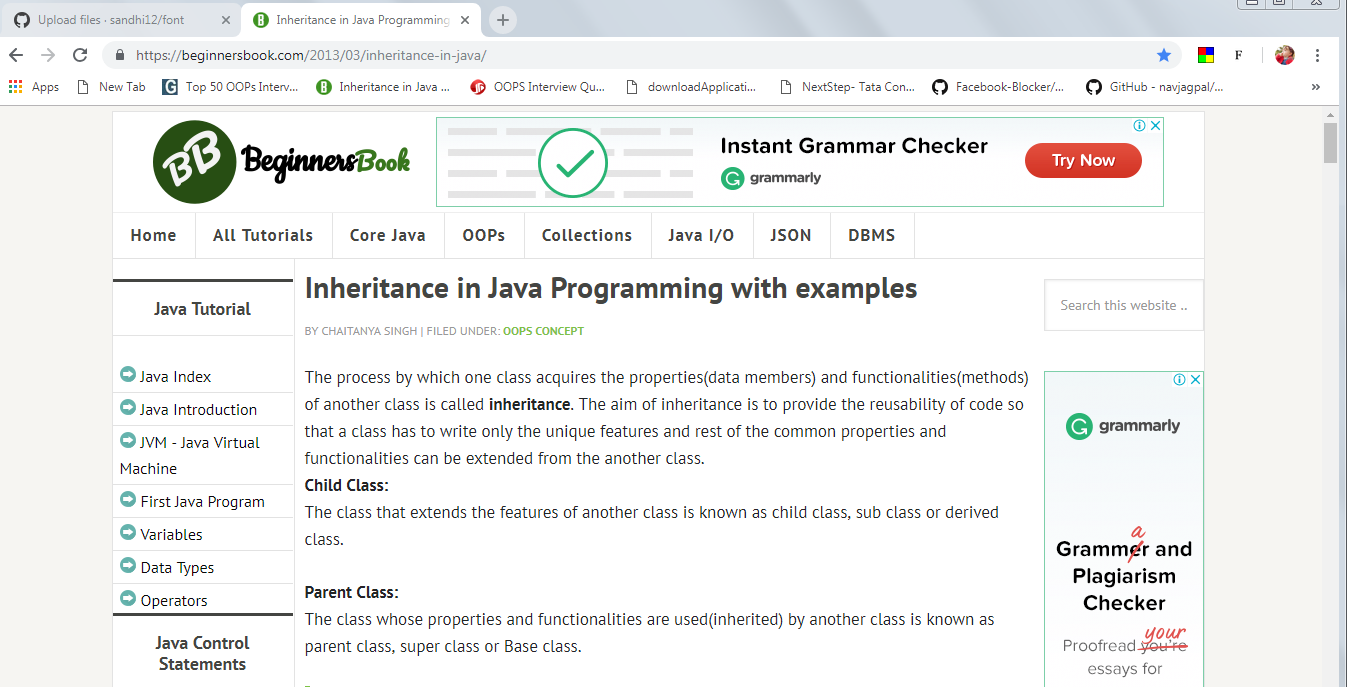 Upload files · sandhi12/font
Inheritance in Java Programming
https://beginnersbook.com/2013/03/inheritance-in-java/
F
Apps
New Tab
Top 50 OOPs Interv...
Inheritance in Java ...
OOPS Interview Qu...
downloadApplicati...
NextStep- Tata Con...
Facebook-Blocker/...
GitHub - navjagpal/...
»
BB BeginnersBook
Instant Grammar Checker
grammarly
Try Now
Home
All Tutorials
Core Java
OOPs
Collections
Java I/O
JSON
DBMS
Java Tutorial
Java Index
Java Introduction
JVM - Java Virtual
Machine
First Java Program
Variables
Data Types
Operators
Java Control
Statements
Inheritance in Java Programming with examples
BY CHAITANYA SINGH | FILED UNDER: OOPS CONCEPT
The process by which one class acquires the properties(data members) and functionalities(methods)
of another class is called inheritance. The aim of inheritance is to provide the reusability of code so
that a class has to write only the unique features and rest of the common properties and
functionalities can be extended from the another class.
Child Class:
The class that extends the features of another class is known as child class, sub class or derived
class.
Parent Class:
The class whose properties and functionalities are used(inherited) by another class is known as
parent class, super class or Base class.
Search this website ..
grammarly
a
Grammer and
Plagiarism
Checker
your
Proofread you're
essays for